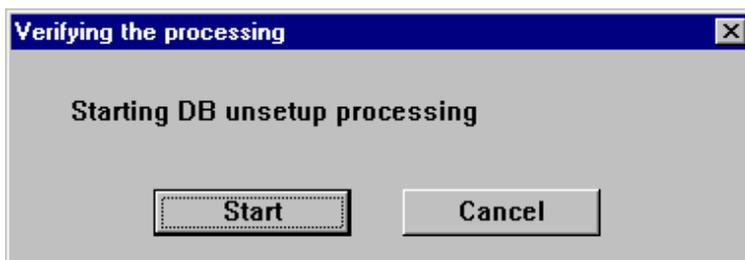 Verifying the processing
Starting DB unsetup processing
Start Cancel